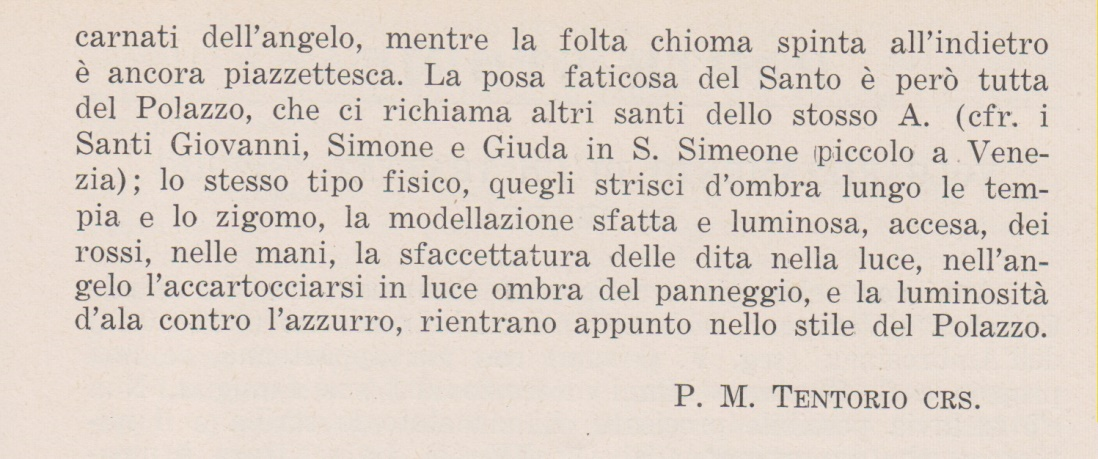 carnati dell'angelo, mentre la folta chioma spinta all'indietro
è ancora piazzettesca. La posa faticosa del Santo è però tutta
del Polazzo, che ci richiama altri santi dello stosso A. (cfr. i
Santi Giovanni, Simone e Giuda in S. Simeone piccolo a Vene-
zia); lo stesso tipo fisico, quegli strisci d'ombra lungo le tem-
pia e lo zigomo, la modellazione sfatta e luminosa, accesa, dei
rossi, nelle mani, la sfaccettatura delle dita nella luce, nell'an-
gelo l'accartocciarsi in luce ombra del panneggio, e la luminosità
d'ala contro l'azzurro, rientrano appunto nello stile del Polazzo.
P. M. TENTORIO CRS.